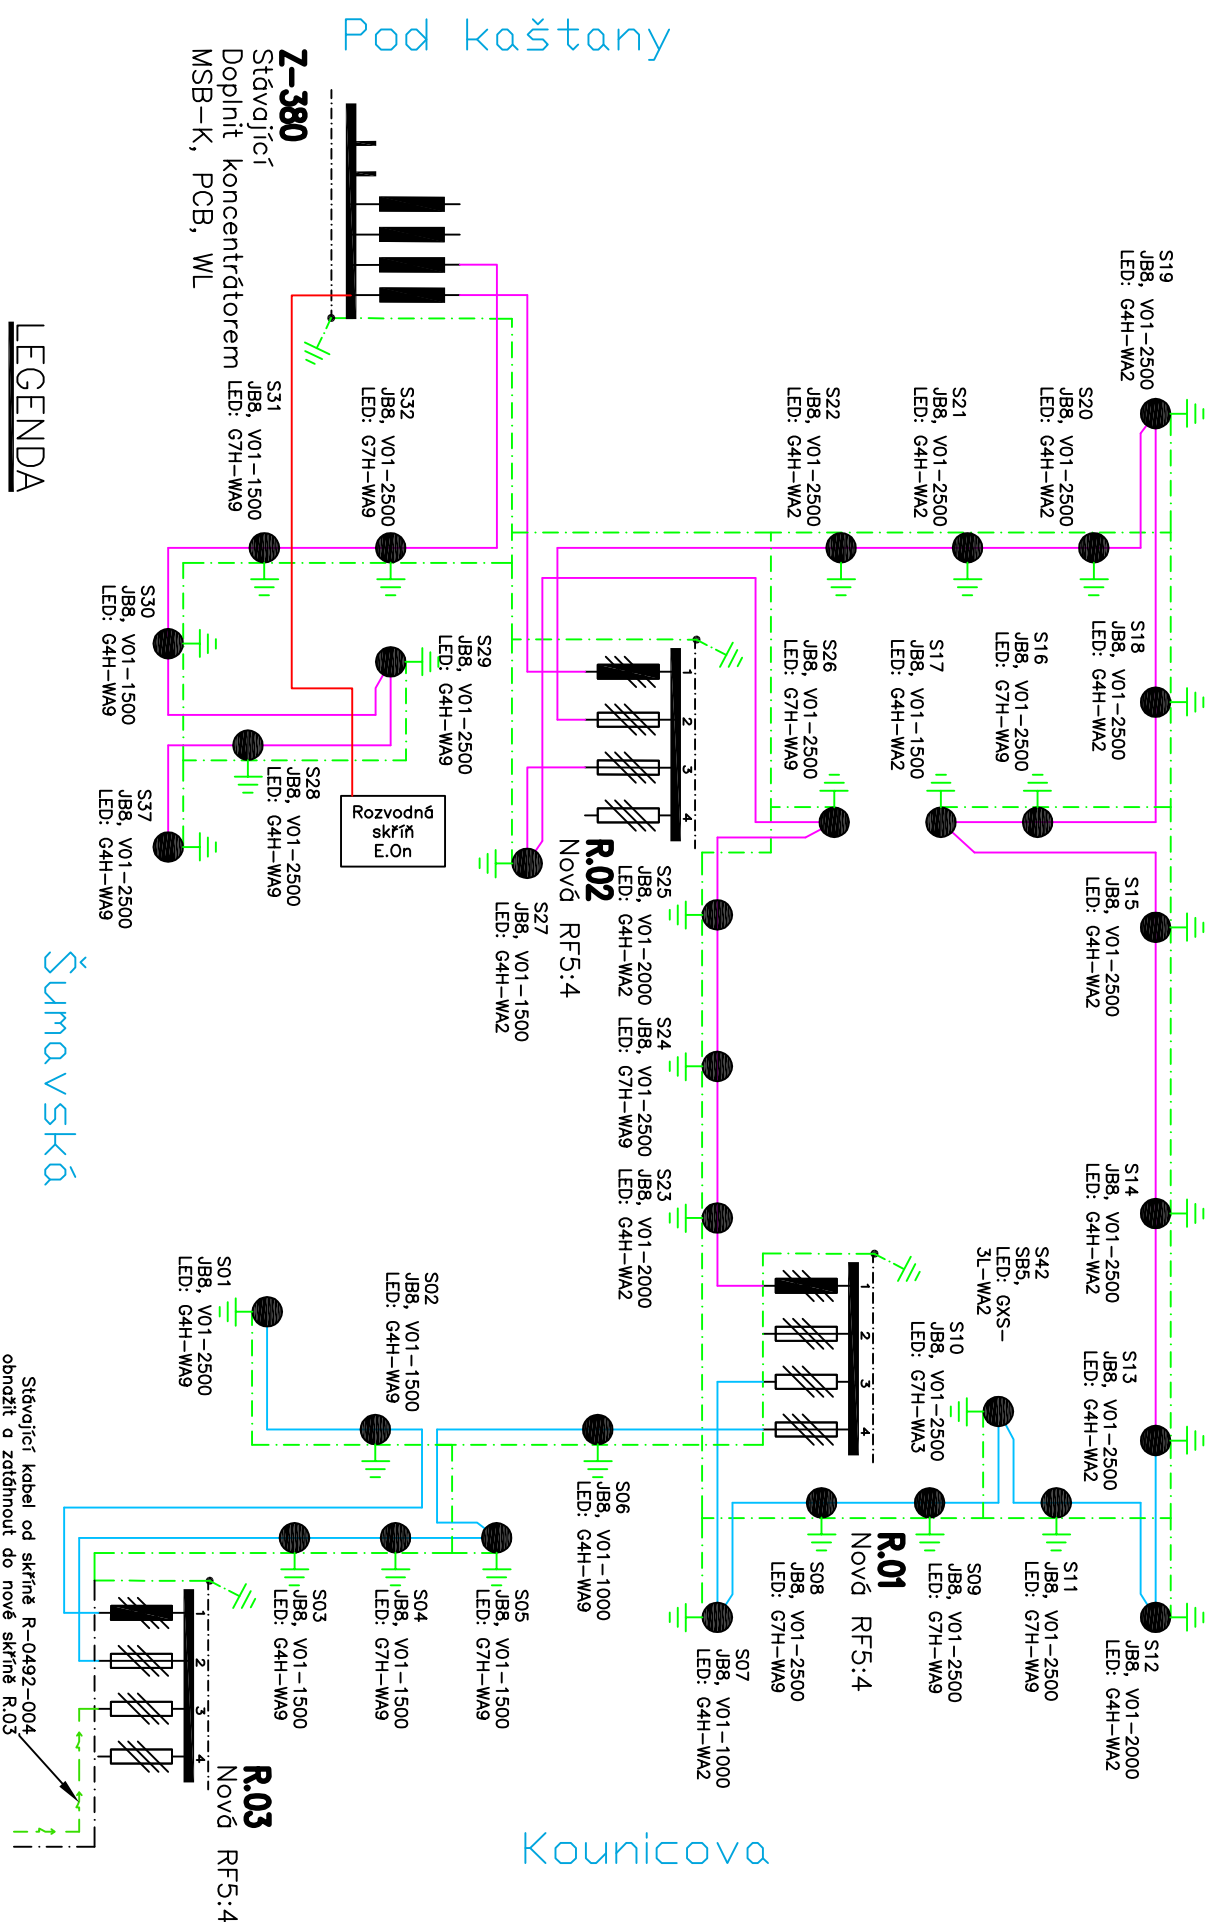 Pod kaštany
Z-380
Stávající
Doplnit koncentrátorem
MSB-K, PCB, WL
LEGENDA
S19
JB8, V01-2500
LED: G4H-WA2
S20
JB8, V01-2500
LED: G4H-WA2
S21
JB8, V01-2500
LED: G4H-WA2
S22
JB8, V01-2500
LED: G4H-WA2
S32
JB8, V01-2500
LED: G7H-WA9
S31
JB8, V01-1500
LED: G7H-WA9
S18
JB8, V01-2500
LED: G4H-WA2
S16
JB8, V01-2500
LED: G7H-WA9
S17
JB8, V01-1500
LED: G4H-WA2
S26
JB8, V01-2500
LED: G7H-WA9
S29
JB8, V01-2500
LED: G4H-WA9
S30
JB8, V01-1500
LED: G4H-WA9
S28
JB8, V01-2500
LED: G4H-WA9
S37
JB8, V01-2500
LED: G4H-WA9
Rozvodná
skříň
E.On
1
2
3
4
R.02
Nová RF5:4
S27
JB8, V01-1500
LED: G4H-WA2
S15
JB8, V01-2500
LED: G4H-WA2
S25
JB8, V01-2000
LED: G4H-WA2
S24
JB8, V01-2500
LED: G7H-WA9
S23
JB8, V01-2000
LED: G4H-WA2
S14
JB8, V01-2500
LED: G4H-WA2
S13
JB8, V01-2500
LED: G4H-WA2
S42
SB5,
LED: GXS-
3L-WA2
S10
JB8, V01-2500
LED: G7H-WA3
1
2
3
4
R.01
Nová RF5:4
S12
JB8, V01-2000
LED: G4H-WA2
S11
JB8, V01-2500
LED: G7H-WA9
S09
JB8, V01-2500
LED: G7H-WA9
S08
JB8, V01-2500
LED: G7H-WA9
S07
JB8, V01-1000
LED: G4H-WA2
S06
JB8, V01-1000
LED: G4H-WA9
S05
JB8, V01-1500
LED: G7H-WA9
S04
JB8, V01-1500
LED: G7H-WA9
S03
JB8, V01-1500
LED: G4H-WA9
S02
JB8, V01-1500
LED: G4H-WA9
S01
JB8, V01-2500
LED: G4H-WA9
Šumavská
1
2
3
4
R.03
Nová RF5:4
Stávající kabel od skříně R-0492-004
obnažit a zatáhnout do nové skříně R.03
Kounicova